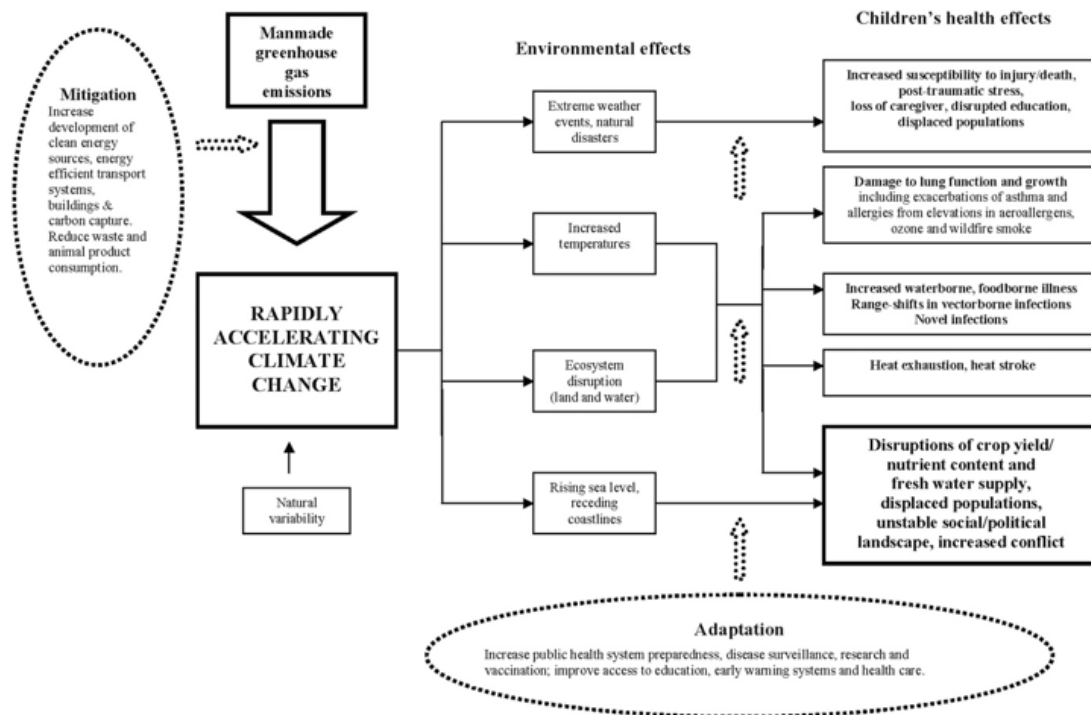 Children's health effects
Environmental effects
Manmade
greenhouse
gas
emissions
Mitigation
Increase
development of
clean energy
sources, energy
efficient transport
systems,
buildings &
carbon capture.
Reduce waste and
animal product
consumption.
RAPIDLY
ACCELERATING
CLIMATE
CHANGE
Natural
variability
Extreme weather
events, natural
disasters
Increased
temperatures
Ecosystem
disruption
(land and water)
Rising sea level,
receding
coastlines
Increased susceptibility to injury/death,
post-traumatic stress,
loss of caregiver, disrupted education,
displaced populations
Damage to lung function and growth
including exacerbations of asthma and
allergies from elevations in aeroallergens,
ozone and wildfire smoke
Increased waterborne, foodborne illness
Range-shifts in vectorborne infections
Novel infections
Heat exhaustion, heat stroke
Disruptions of crop yield/
nutrient content and
fresh water supply,
displaced populations,
unstable social/political
landscape, increased conflict
Adaptation
Increase public health system preparedness, disease surveillance, research and
vaccination; improve access to education, early warning systems and health care.